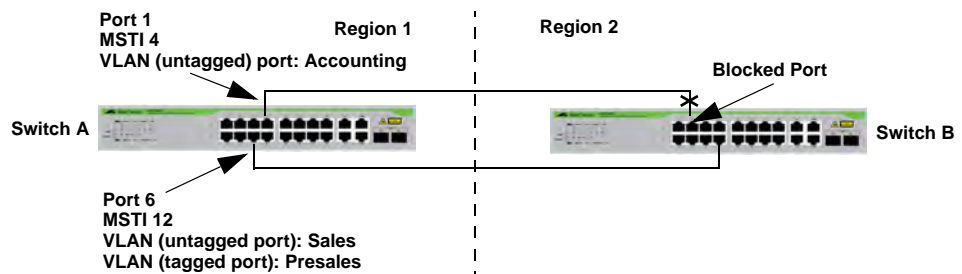 Port 1
MSTI 4
VLAN (untagged) port: Accounting
Region 1
Region 2
Blocked Port
Switch A
Switch B
Port 6
MSTI 12
VLAN (untagged port): Sales
VLAN (tagged port): Presales